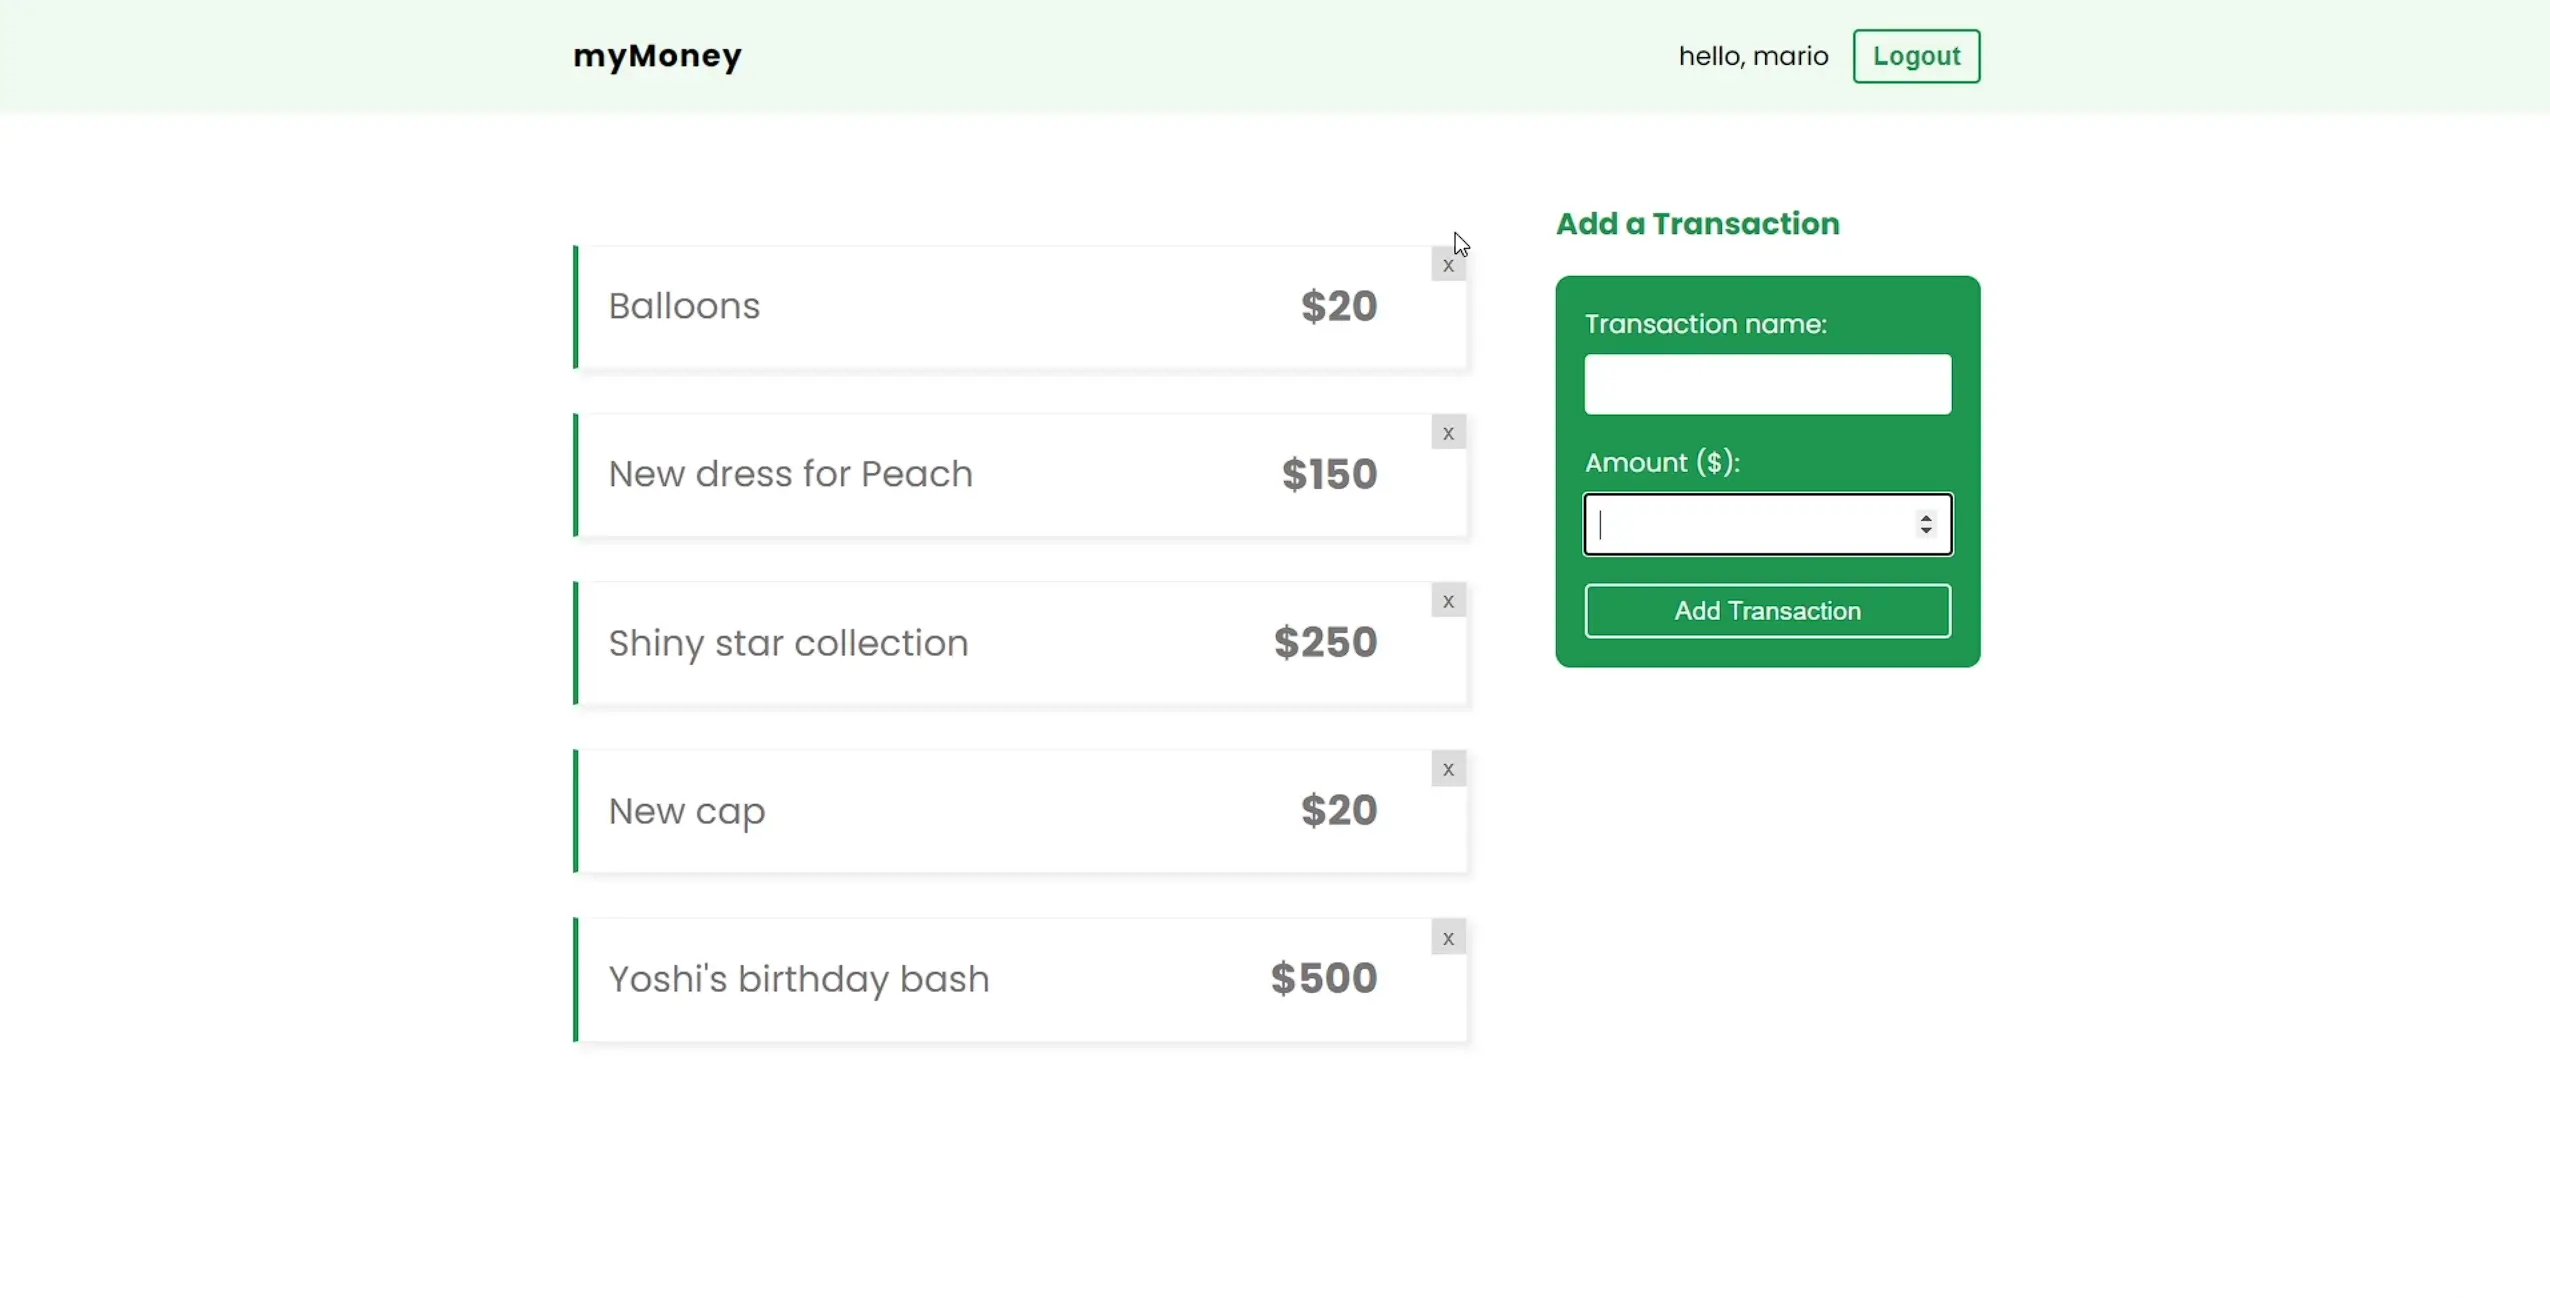 myMoney
hello, mario
Logout
Balloons
$20
x
New dress for Peach
$150
x
Shiny star collection
$250
x
New cap
$20
x
Yoshi's birthday bash
$500
x
Add a Transaction
Transaction name:
Amount ($):
Add Transaction